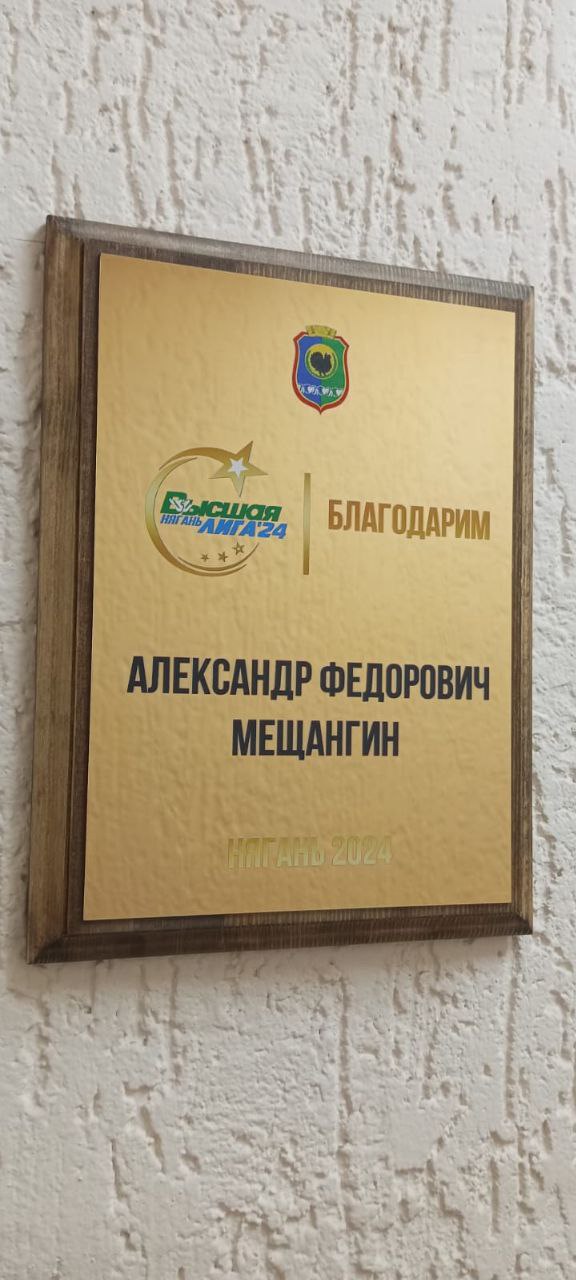 Высшая
НЯГАНЬ ЛИГА'24
БЛАГОДАРИМ
АЛЕКСАНДР ФЕДОРОВИЧ
МЕЩАНГИН
НЯГАНЬ 2024